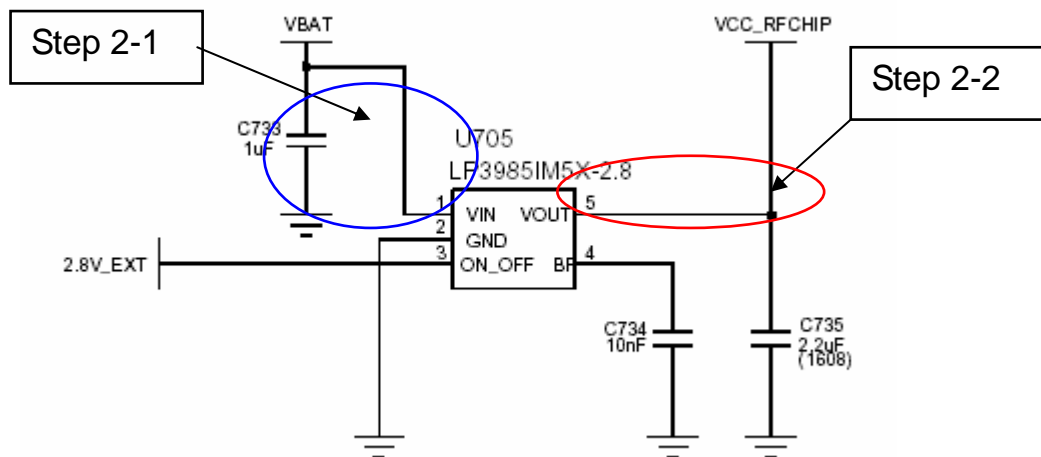 Step 2-1
VBAT
VCC_RFCHIP
Step 2-2
C733
1uF
U705
LP3985IM5X-2.8
1
VIN
VOUT
5
2
GND
3
ON_OFF
BP
4
2.8V_EXT
C734
10nF
C735
2.2uF
(1608)